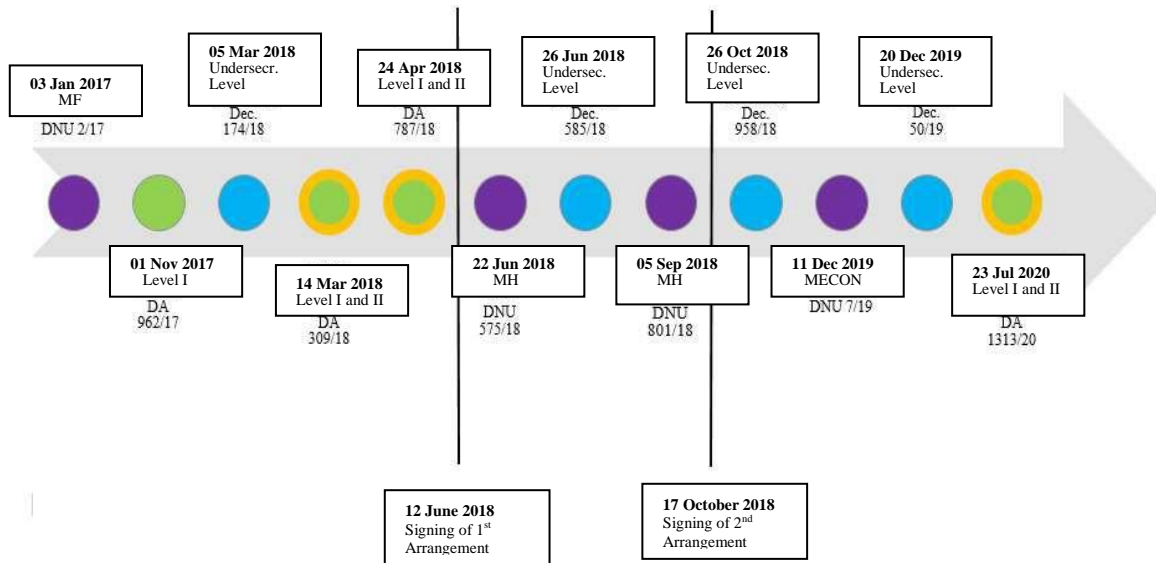 03 Jan 2017
MF
DNU 2/17
05 Mar 2018
Undersecr.
Level
Dec.
174/18
24 Apr 2018
Level I and II
DA
787/18
26 Jun 2018
Undersec.
Level
Dec.
585/18
26 Oct 2018
Undersec.
Level
Dec.
958/18
20 Dec 2019
Undersec.
Level
Dec.
50/19
01 Nov 2017
Level I
DA
962/17
14 Mar 2018
Level I and II
DA
309/18
22 Jun 2018
MH
DNU
575/18
05 Sep 2018
MH
DNU
801/18
11 Dec 2019
MECON
DNU 7/19
23 Jul 2020
Level I and II
DA
1313/20
12 June 2018
Signing of 1st
Arrangement
17 October 2018
Signing of 2nd
Arrangement